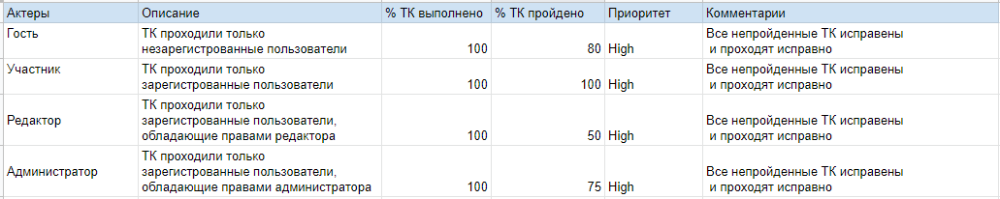 Актеры Описание % ТК выполнено % ТК пройдено Приоритет Комментарии
Гость ТК проходили только Все непройденные ТК исправены
незарегистрованные пользователи 100 80 High и проходят исправно
Участник ТК проходили только Все непройденные ТК исправены
зарегистрованные пользователи 100 100 High и проходят исправно
ТК проходили только
Редактор зарегистрованные пользователи, Все непройденные ТК исправены
обладающие правами редактора 100 50 High и проходят исправно
ТК проходили только
Администратор зарегистрованные пользователи, Все непройденные ТК исправены
обладающие правами администратора 100 75 High и проходят исправно